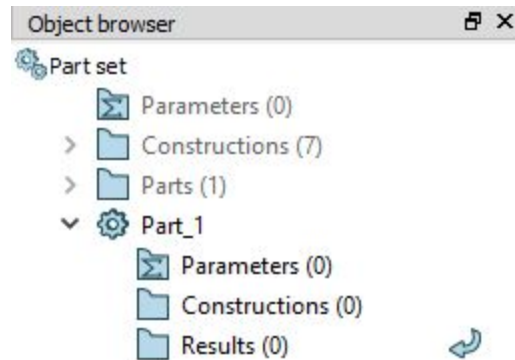 Object browser
Part set
Parameters (0)
Constructions (7)
Parts (1)
Part_1
Parameters (0)
Constructions (0)
Results (0)